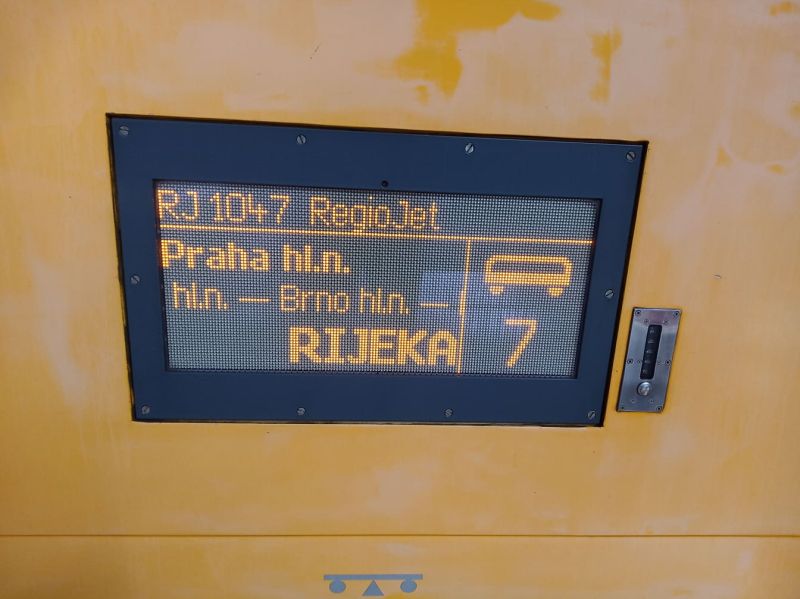 RJ 1047 RegioJet
Praha hl.n.
hl.n. — Brno hl.n. —
RIJEKA
7